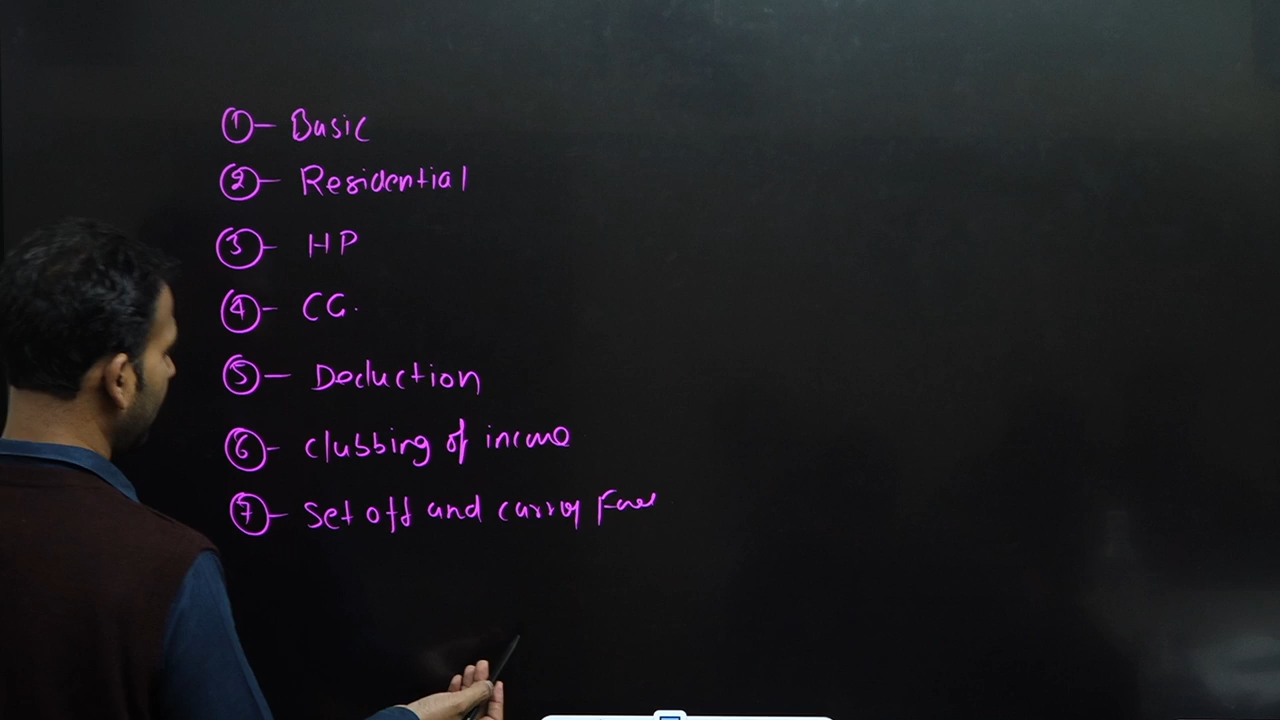 ① - Basic
② - Residential
③ - HP
④ - CG.
⑤ - Deduction
⑥ - Clubbing of income
⑦ - Set off and carry